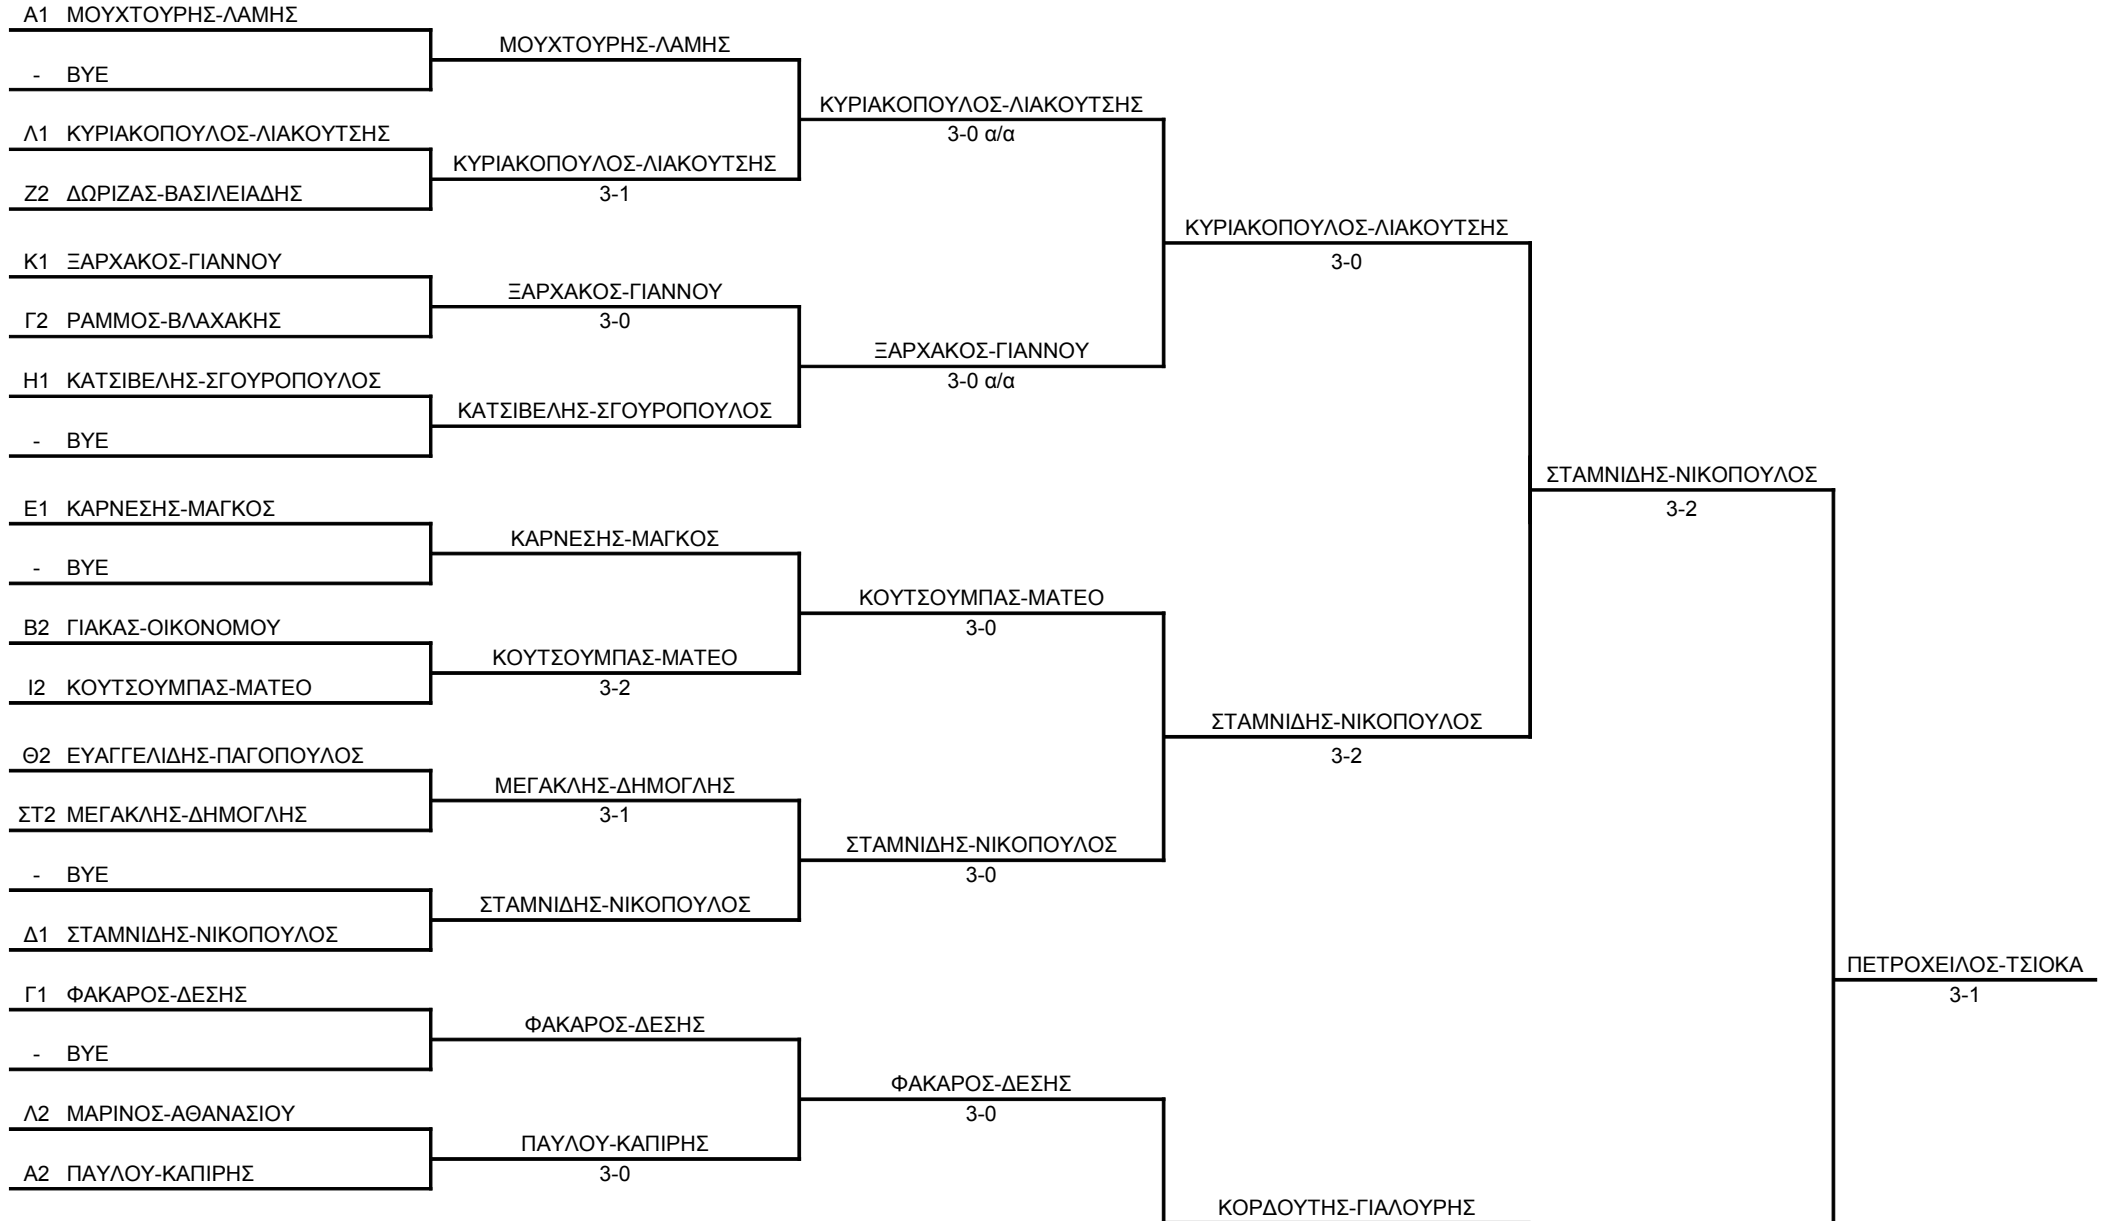 Α1 ΜΟΥΧΤΟΥΡΗΣ-ΛΑΜΗΣ
ΜΟΥΧΤΟΥΡΗΣ-ΛΑΜΗΣ
- BYE
ΚΥΡΙΑΚΟΠΟΥΛΟΣ-ΛΙΑΚΟΥΤΣΗΣ
Λ1 ΚΥΡΙΑΚΟΠΟΥΛΟΣ-ΛΙΑΚΟΥΤΣΗΣ
3-0 α/α
ΚΥΡΙΑΚΟΠΟΥΛΟΣ-ΛΙΑΚΟΥΤΣΗΣ
Ζ2 ΔΩΡΙΖΑΣ-ΒΑΣΙΛΕΙΑΔΗΣ
3-1
ΚΥΡΙΑΚΟΠΟΥΛΟΣ-ΛΙΑΚΟΥΤΣΗΣ
Κ1 ΞΑΡΧΑΚΟΣ-ΓΙΑΝΝΟΥ
3-0
ΞΑΡΧΑΚΟΣ-ΓΙΑΝΝΟΥ
Γ2 ΡΑΜΜΟΣ-ΒΛΑΧΑΚΗΣ
3-0
ΞΑΡΧΑΚΟΣ-ΓΙΑΝΝΟΥ
Η1 ΚΑΤΣΙΒΕΛΗΣ-ΣΓΟΥΡΟΠΟΥΛΟΣ
3-0 α/α
ΚΑΤΣΙΒΕΛΗΣ-ΣΓΟΥΡΟΠΟΥΛΟΣ
- BYE
ΣΤΑΜΝΙΔΗΣ-ΝΙΚΟΠΟΥΛΟΣ
Ε1 ΚΑΡΝΕΣΗΣ-ΜΑΓΚΟΣ
3-2
ΚΑΡΝΕΣΗΣ-ΜΑΓΚΟΣ
- BYE
ΚΟΥΤΣΟΥΜΠΑΣ-ΜΑΤΕΟ
Β2 ΓΙΑΚΑΣ-ΟΙΚΟΝΟΜΟΥ
3-0
ΚΟΥΤΣΟΥΜΠΑΣ-ΜΑΤΕΟ
Ι2 ΚΟΥΤΣΟΥΜΠΑΣ-ΜΑΤΕΟ
3-2
ΣΤΑΜΝΙΔΗΣ-ΝΙΚΟΠΟΥΛΟΣ
Θ2 ΕΥΑΓΓΕΛΙΔΗΣ-ΠΑΓΟΠΟΥΛΟΣ
3-2
ΜΕΓΑΚΛΗΣ-ΔΗΜΟΓΛΗΣ
ΣΤ2 ΜΕΓΑΚΛΗΣ-ΔΗΜΟΓΛΗΣ
3-1
ΣΤΑΜΝΙΔΗΣ-ΝΙΚΟΠΟΥΛΟΣ
- BYE
3-0
ΣΤΑΜΝΙΔΗΣ-ΝΙΚΟΠΟΥΛΟΣ
Δ1 ΣΤΑΜΝΙΔΗΣ-ΝΙΚΟΠΟΥΛΟΣ
ΠΕΤΡΟΧΕΙΛΟΣ-ΤΣΙΟΚΑ
Γ1 ΦΑΚΑΡΟΣ-ΔΕΣΗΣ
3-1
ΦΑΚΑΡΟΣ-ΔΕΣΗΣ
- BYE
ΦΑΚΑΡΟΣ-ΔΕΣΗΣ
Λ2 ΜΑΡΙΝΟΣ-ΑΘΑΝΑΣΙΟΥ
3-0
ΠΑΥΛΟΥ-ΚΑΠΙΡΗΣ
Α2 ΠΑΥΛΟΥ-ΚΑΠΙΡΗΣ
3-0
ΚΟΡΔΟΥΤΗΣ-ΓΙΑΛΟΥΡΗΣ